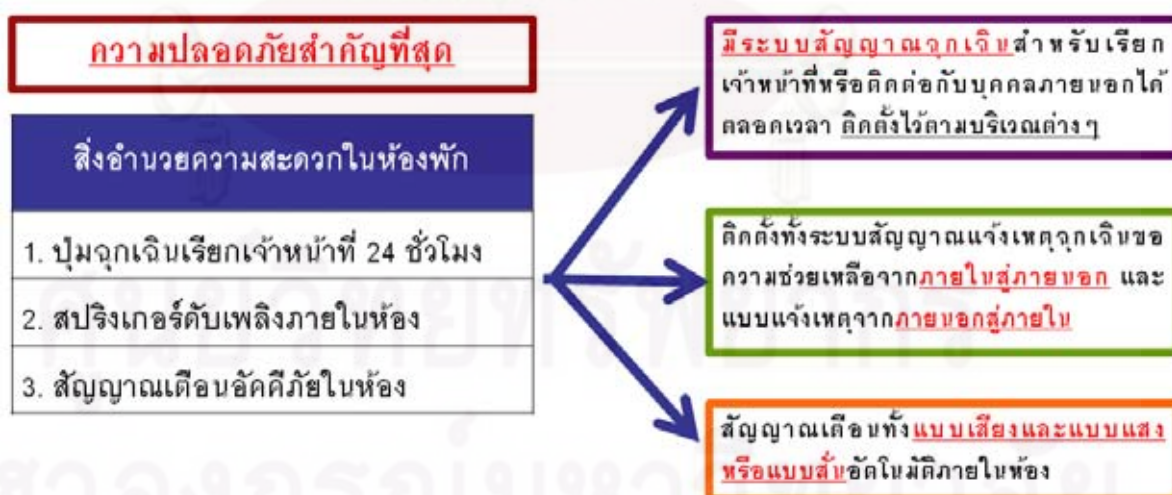 ความปลอดภัยสำคัญที่สุด
สิ่งอำนวยความสะดวกในห้องพัก
1. ปุ่มฉุกเฉินเรียกเจ้าหน้าที่ 24 ชั่วโมง
2. สปริงเกอร์ดับเพลิงภายในห้อง
3. สัญญาณเตือนอัคคีภัยในห้อง
มีระบบสัญญาณฉุกเฉินสำหรับเรียก
เจ้าหน้าที่หรือติดต่อกับบุคคลภายนอกได้
ตลอดเวลา ติดตั้งไว้ตามบริเวณต่างๆ
ติดตั้งทั้งระบบสัญญาณแจ้งเหตุฉุกเฉินขอ
ความช่วยเหลือจากภายในสู่ภายนอก และ
แบบแจ้งเหตุจากภายนอกสู่ภายใน
สัญญาณเตือนทั้งแบบเสียงและแบบแสง
หรือแบบสั่นอัตโนมัติภายในห้อง
ศูนย์วิทยทรัพยากร